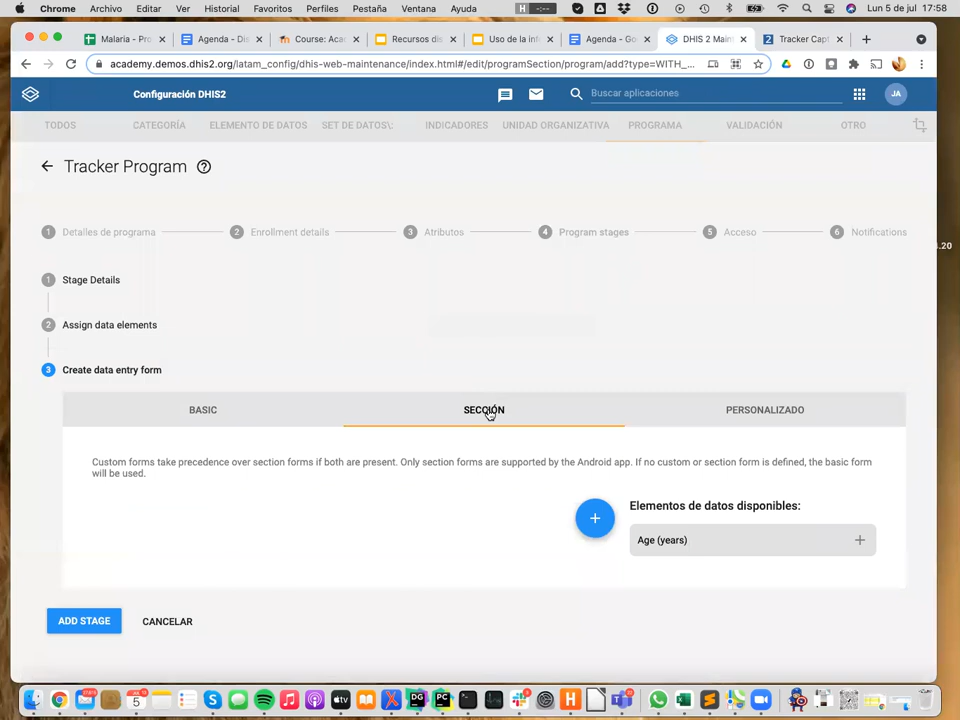 Chrome Archivo Editar Ver Historial Favoritos Perfiles Pestaña Ventana Ayuda H --:-- Lun 5 de jul 17:58
Malaria - Pro Agenda - Dis Course: Aca Recursos dis Uso de la inf Agenda - Go DHIS 2 Main Tracker Capt
academy.demos.dhis2.org/latam_config/dhis-web-maintenance/index.html#/edit/programSection/program/add?type=WITH_...
Configuración DHIS2 Buscar aplicaciones JA
TODOS CATEGORÍA ELEMENTO DE DATOS SET DE DATOS\; INDICADORES UNIDAD ORGANIZATIVA PROGRAMA VALIDACIÓN OTRO
Tracker Program
1 Detalles de programa 2 Enrollment details 3 Atributos 4 Program stages 5 Acceso 6 Notifications
.20
1 Stage Details
2 Assign data elements
3 Create data entry form
BASIC SECCIÓN PERSONALIZADO
Custom forms take precedence over section forms if both are present. Only section forms are supported by the Android app. If no custom or section form is defined, the basic form
will be used.
Elementos de datos disponibles:
Age (years)
ADD STAGE CANCELAR